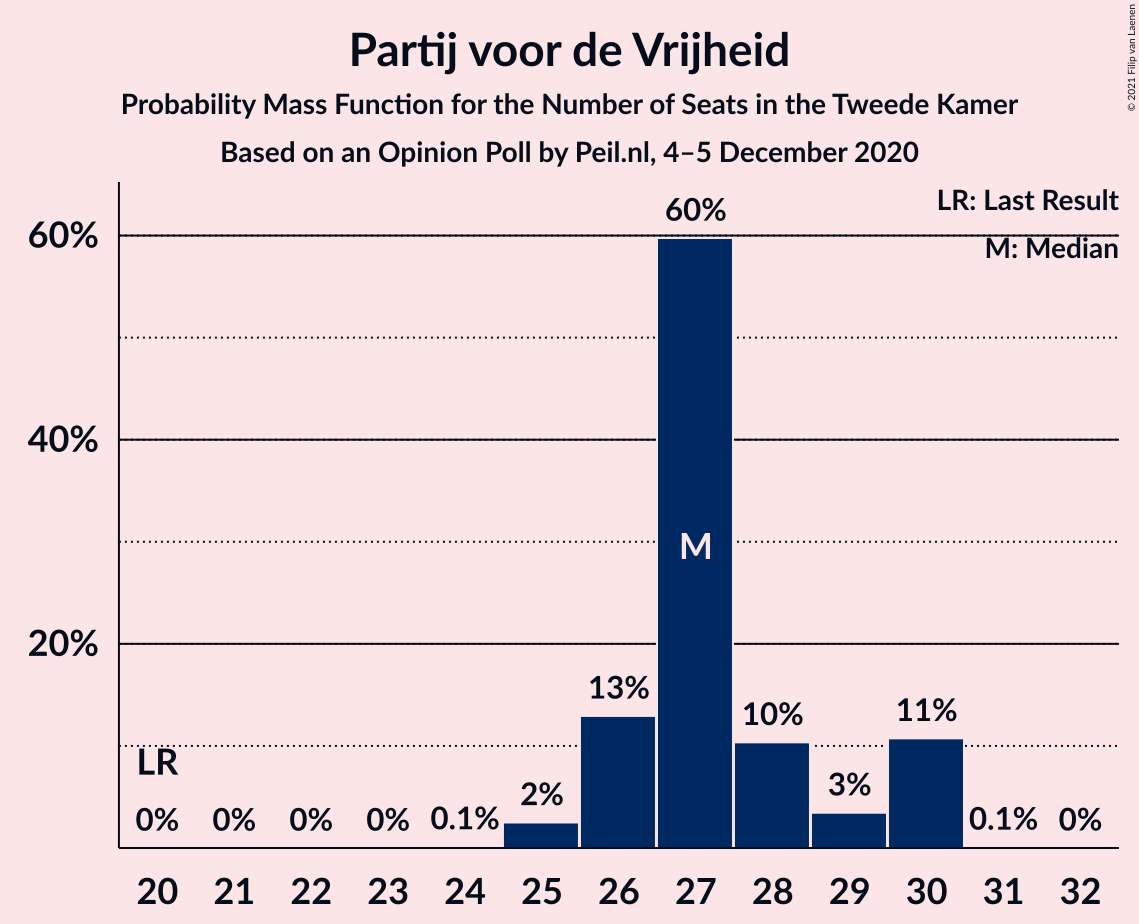 Partij voor de Vrijheid
Probability Mass Function for the Number of Seats in the Tweede Kamer
Based on an Opinion Poll by Peil.nl, 4–5 December 2020
© 2021 Filip van Laenen
LR: Last Result
M: Median
60%
40%
20%
LR
M
0%
0%
0%
0%
0.1%
2%
13%
60%
10%
3%
11%
0.1%
0%
20 21 22 23 24 25 26 27 28 29 30 31 32